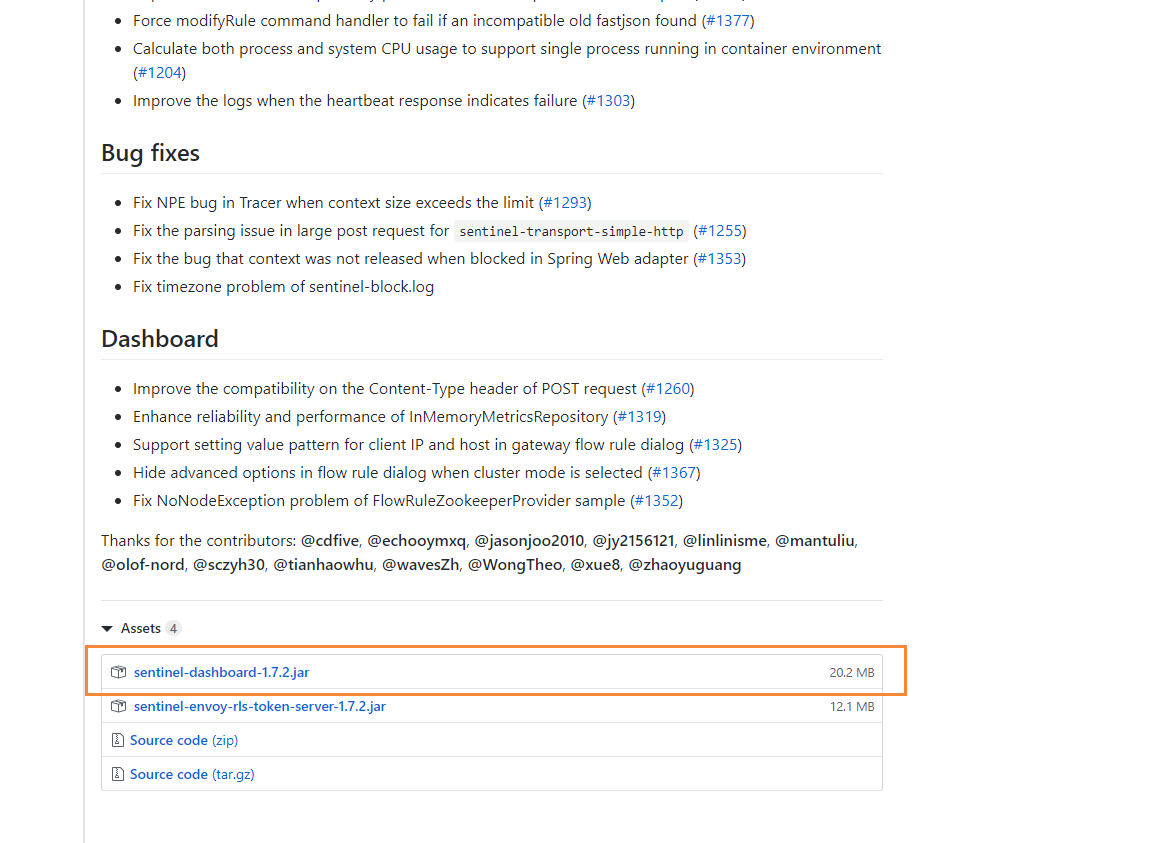 Force modifyRule command handler to fail if an incompatible old fastjson found (#1377)
Calculate both process and system CPU usage to support single process running in container environment
(#1204)
Improve the logs when the heartbeat response indicates failure (#1303)
Bug fixes
Fix NPE bug in Tracer when context size exceeds the limit (#1293)
Fix the parsing issue in large post request for sentinel-transport-simple-http (#1255)
Fix the bug that context was not released when blocked in Spring Web adapter (#1353)
Fix timezone problem of sentinel-block.log
Dashboard
Improve the compatibility on the Content-Type header of POST request (#1260)
Enhance reliability and performance of InMemoryMetricsRepository (#1319)
Support setting value pattern for client IP and host in gateway flow rule dialog (#1325)
Hide advanced options in flow rule dialog when cluster mode is selected (#1367)
Fix NoNodeException problem of FlowRuleZookeeperProvider sample (#1352)
Thanks for the contributors: @cdfive, @echooymxq, @jasonjoo2010, @jy2156121, @linlinisme, @mantuliu,
@olof-nord, @sczyh30, @tianhaowhu, @wavesZh, @WongTheo, @xue8, @zhaoyuguang
Assets 4
sentinel-dashboard-1.7.2.jar 20.2 MB
sentinel-envoy-rls-token-server-1.7.2.jar 12.1 MB
Source code (zip)
Source code (tar.gz)